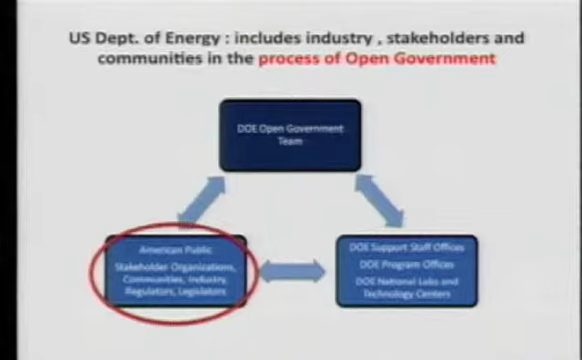 US Dept. of Energy : includes industry , stakeholders and
communities in the process of Open Government
DOE Open Government
Team
American Public
Stakeholder Organizations,
Communities, Industry,
Regulators, Legislators
DOE Support Staff Offices
DOE Program Offices
DOE National Labs and
Technology Centers